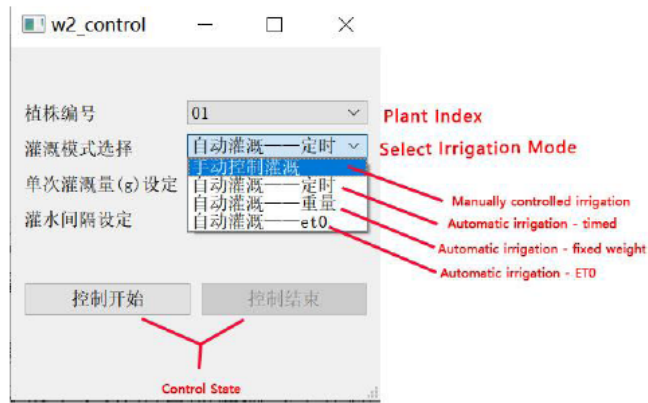 w2_control
植株编号 01 Plant Index
灌溉模式选择 自动灌溉——定时 Select Irrigation Mode
手动控制灌溉 Manually controlled irrigation
单次灌溉量(g)设定 自动灌溉——定时 Automatic irrigation - timed
自动灌溉——重量 Automatic irrigation - fixed weight
灌水间隔设定 自动灌溉——et0 Automatic irrigation - ET0
控制开始 控制结束
Control State